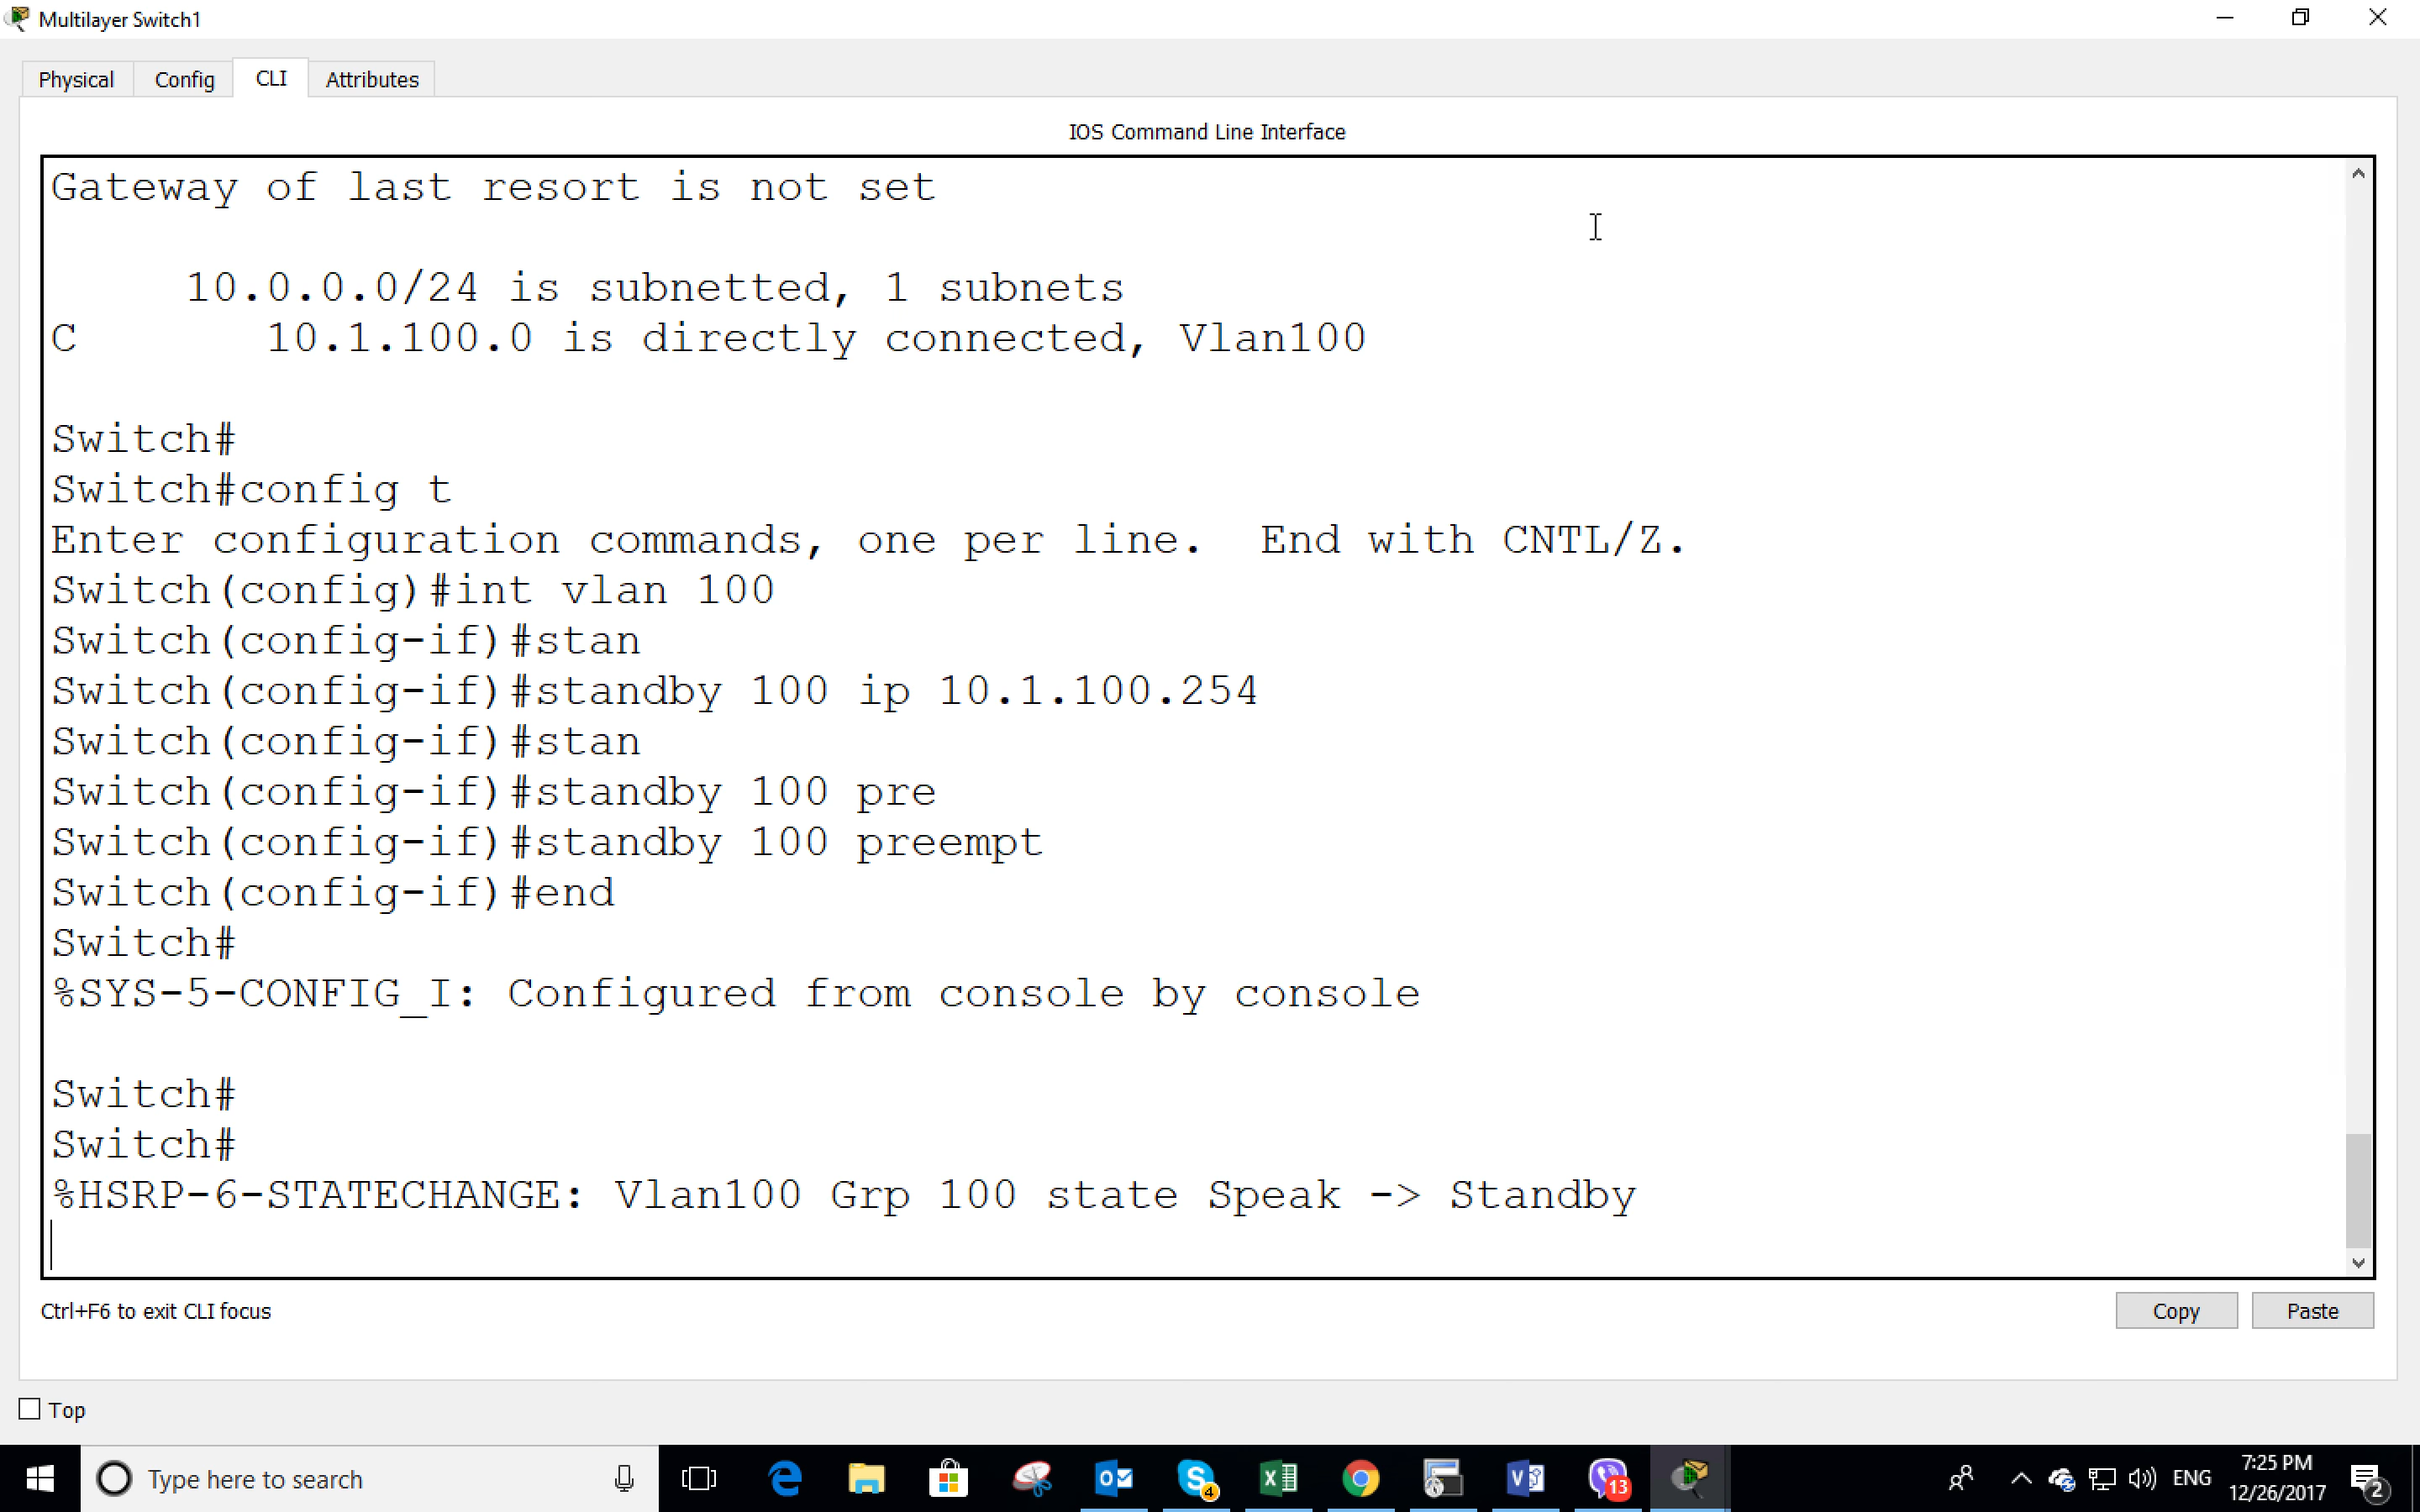 Multilayer Switch1
Physical Config CLI Attributes
IOS Command Line Interface
Gateway of last resort is not set
10.0.0.0/24 is subnetted, 1 subnets
C 10.1.100.0 is directly connected, Vlan100
Switch#
Switch#config t
Enter configuration commands, one per line. End with CNTL/Z.
Switch(config)#int vlan 100
Switch(config-if)#stan
Switch(config-if)#standby 100 ip 10.1.100.254
Switch(config-if)#stan
Switch(config-if)#standby 100 pre
Switch(config-if)#standby 100 preempt
Switch(config-if)#end
Switch#
%SYS-5-CONFIG_I: Configured from console by console
Switch#
Switch#
%HSRP-6-STATECHANGE: Vlan100 Grp 100 state Speak -> Standby
Ctrl+F6 to exit CLI focus
Copy Paste
Top
Type here to search
4
13
ENG
7:25 PM
12/26/2017
2